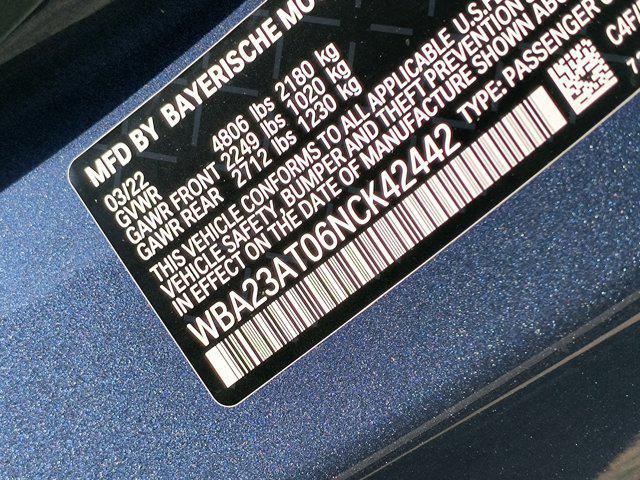 MFD BY BAYERISCHE MO
03/22
GVWR 4806 lbs 2180 kg
GAWR FRONT 2249 lbs 1020 kg
GAWR REAR 2712 lbs 1230 kg
THIS VEHICLE CONFORMS TO ALL APPLICABLE U.S.
VEHICLE SAFETY, BUMPER AND THEFT PREVENTION S
IN EFFECT ON THE DATE OF MANUFACTURE SHOWN ABO
WBA23AT06NCK42442 TYPE: PASSENGER C
C4F